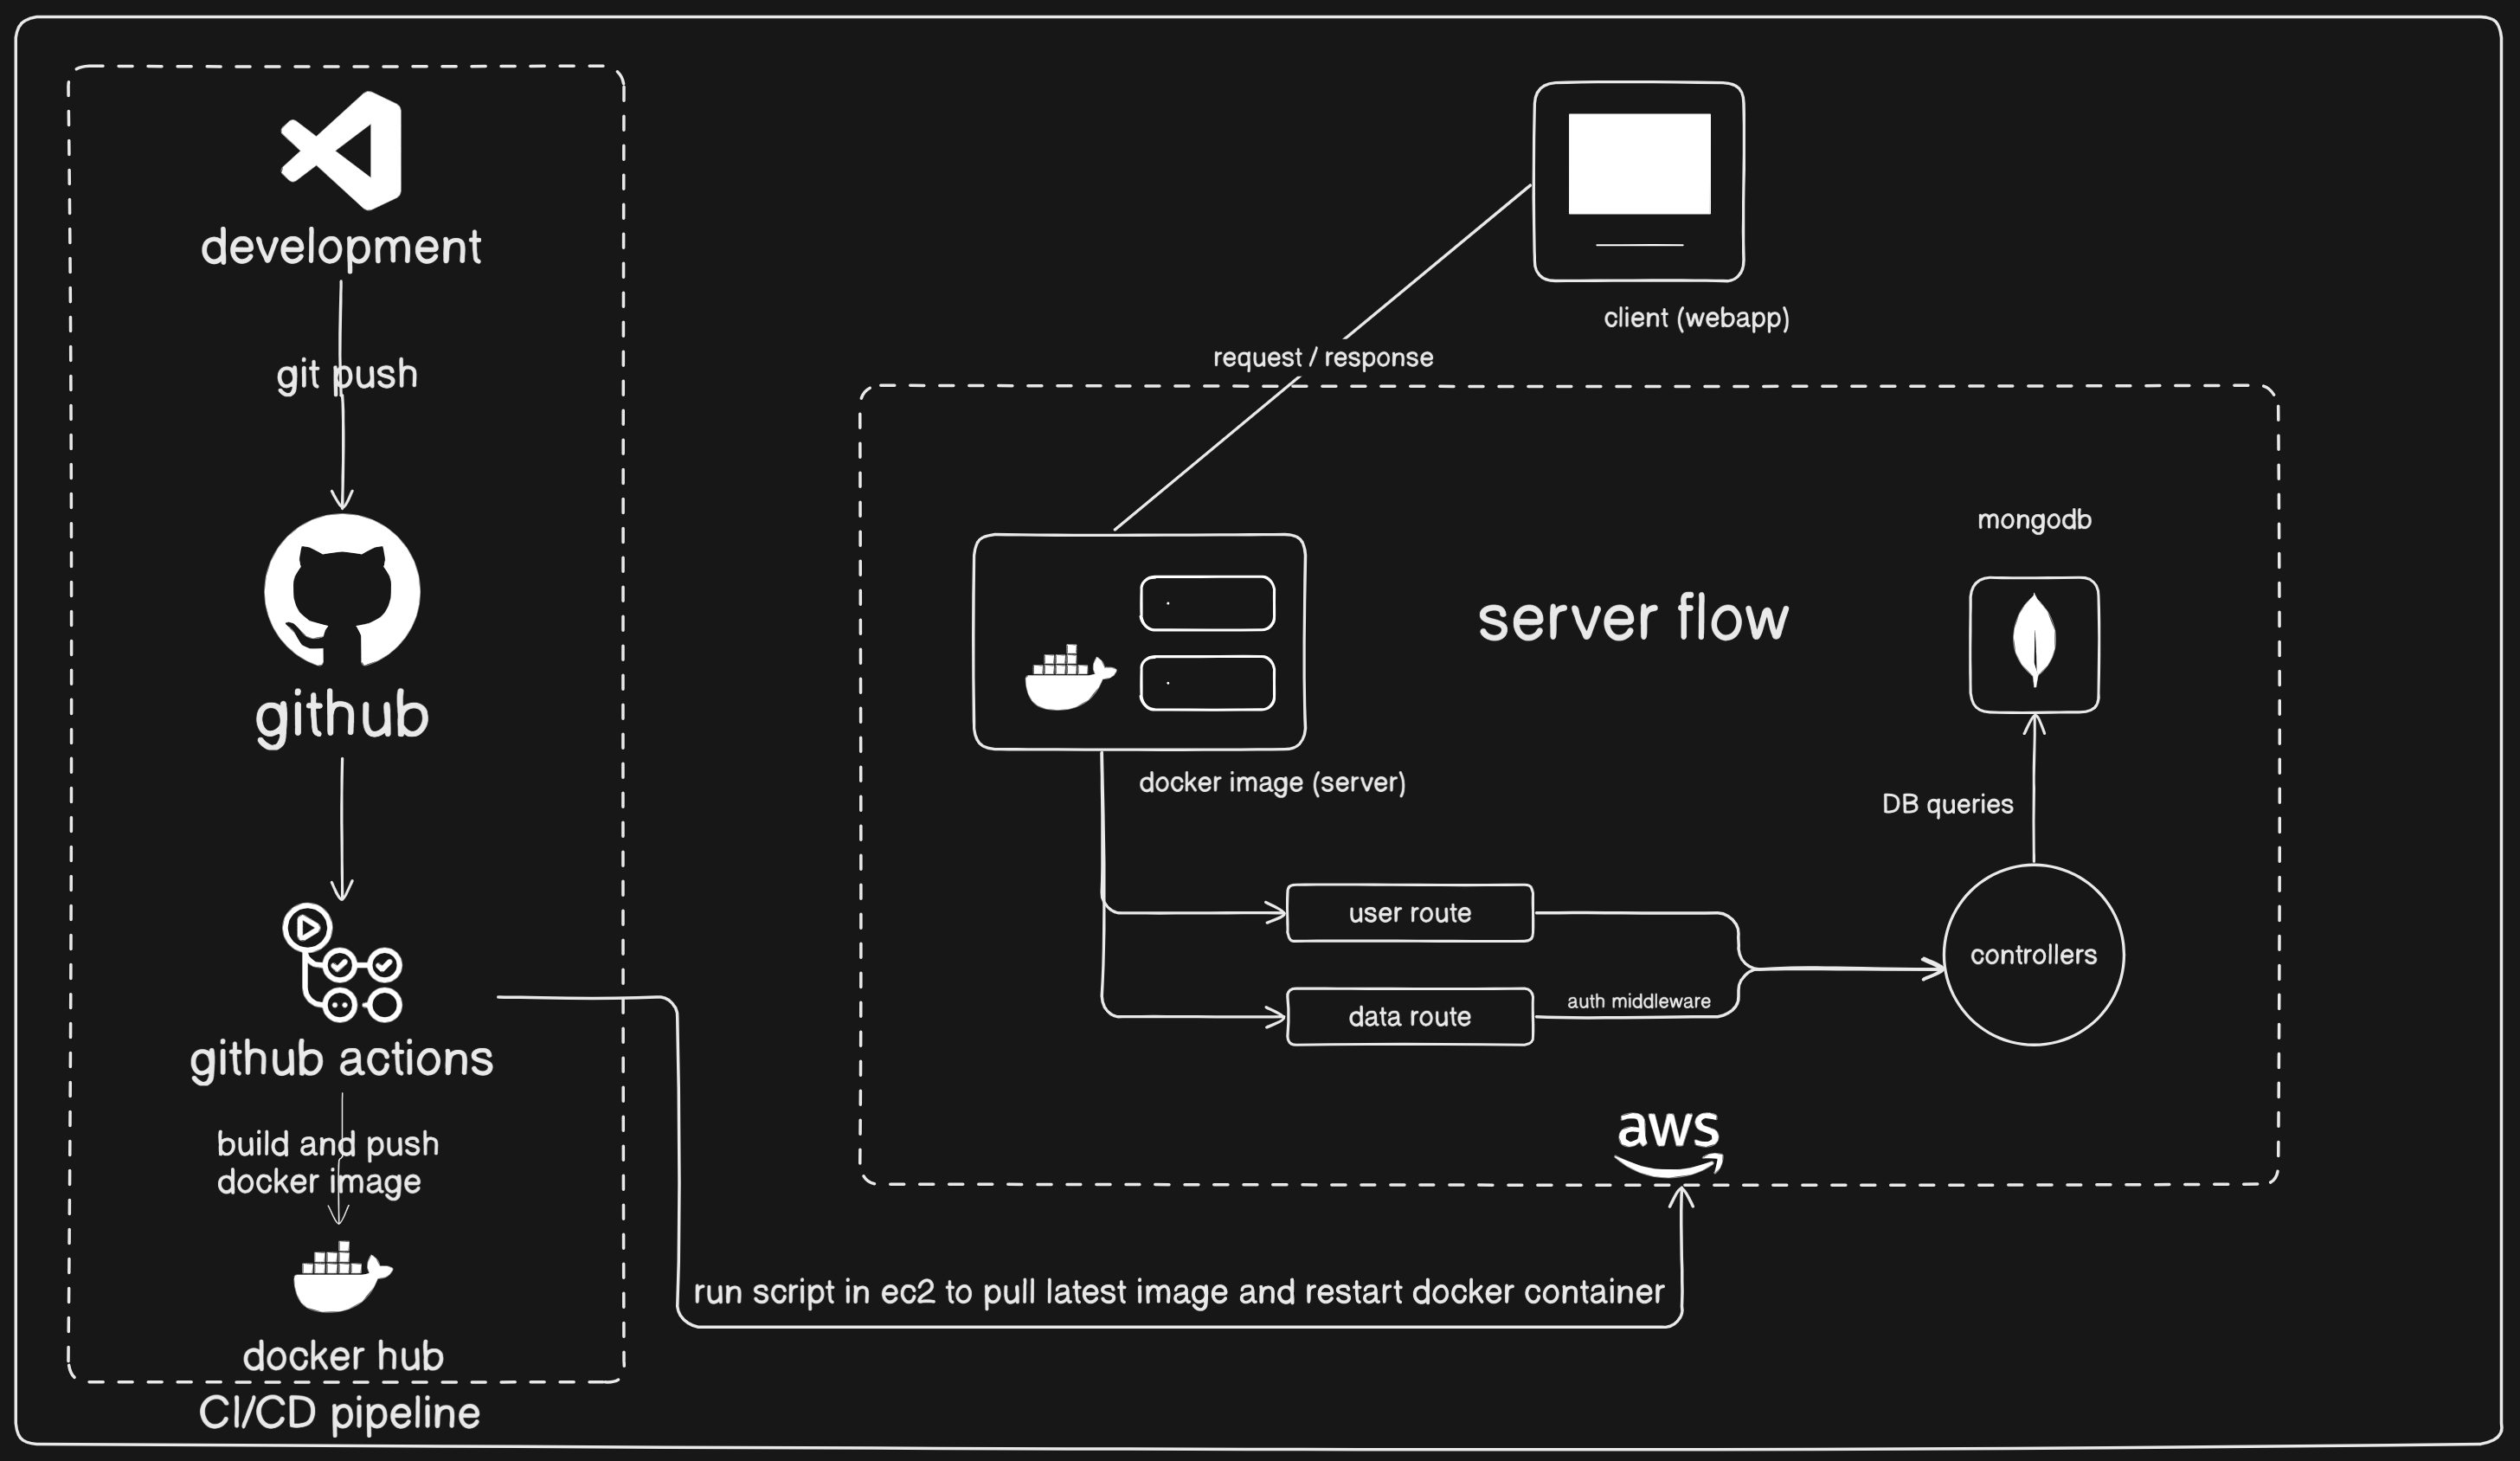 development
git push
github
github actions
build and push
docker image
docker hub
CI/CD pipeline
client (webapp)
request / response
server flow
mongodb
docker image (server)
DB queries
user route
controllers
auth middleware
data route
aws
run script in ec2 to pull latest image and restart docker container